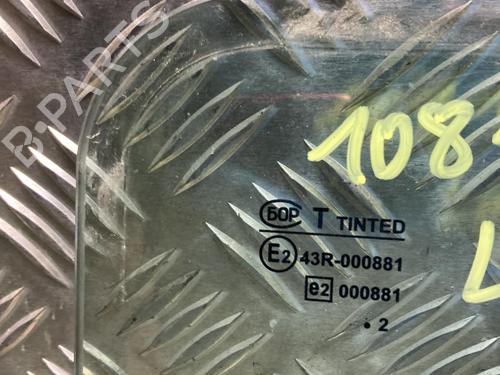 B-PARTS
108
БОР T TINTED
E2 43R-000881
e2 000881
. 2